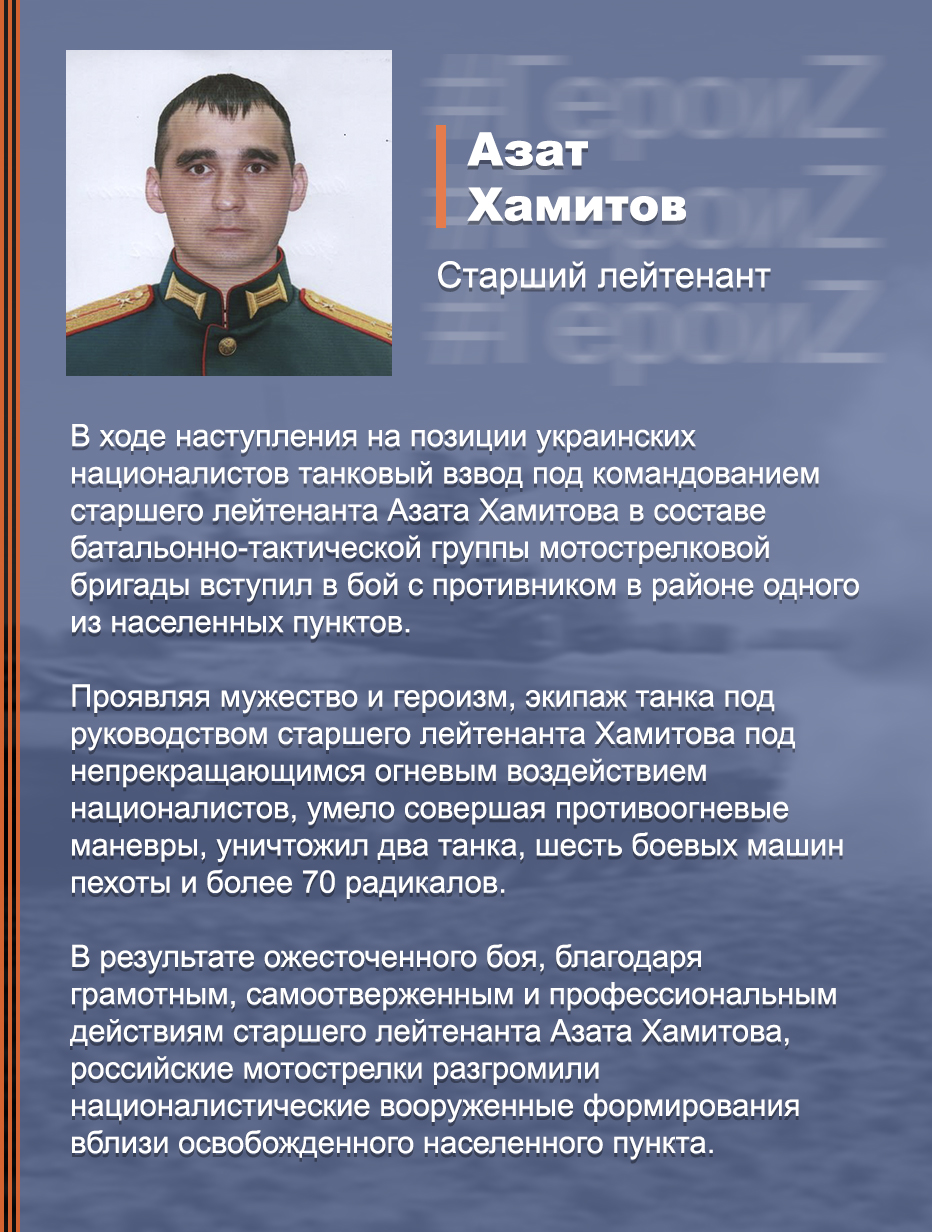 #ГероиZ
Азат
#ГероиZ
Хамитов
Старший лейтенант
#ГероиZ
В ходе наступления на позиции украинских
националистов танковый взвод под командованием
старшего лейтенанта Азата Хамитова в составе
батальонно-тактической группы мотострелковой
бригады вступил в бой с противником в районе одного
из населенных пунктов.
Проявляя мужество и героизм, экипаж танка под
руководством старшего лейтенанта Хамитова под
непрекращающимся огневым воздействием
националистов, умело совершая противоогневые
маневры, уничтожил два танка, шесть боевых машин
пехоты и более 70 радикалов.
В результате ожесточенного боя, благодаря
грамотным, самоотверженным и профессиональным
действиям старшего лейтенанта Азата Хамитова,
российские мотострелки разгромили
националистические вооруженные формирования
вблизи освобожденного населенного пункта.